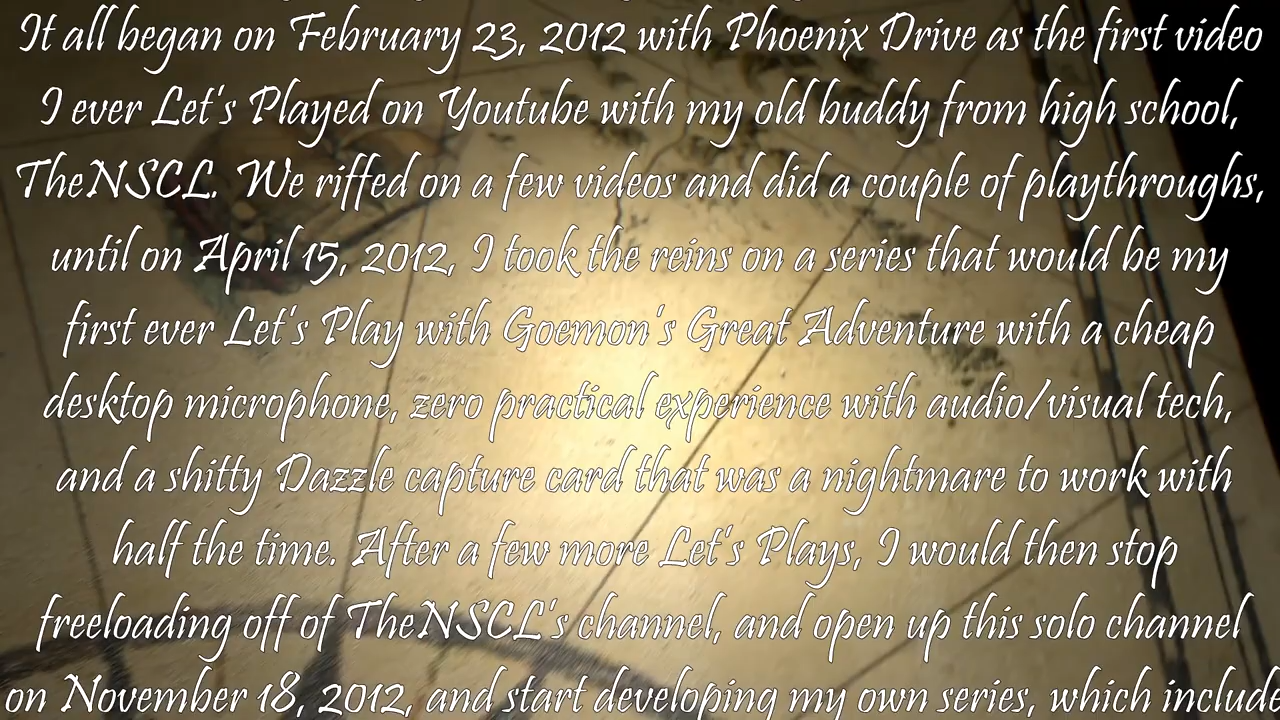 It all began on February 23, 2012 with Phoenix Drive as the first video
I ever Let's Played on Youtube with my old buddy from high school,
TheNSCL. We riffed on a few videos and did a couple of playthroughs,
until on April 15, 2012, I took the reins on a series that would be my
first ever Let's Play with Goemon's Great Adventure with a cheap
desktop microphone, zero practical experience with audio/visual tech,
and a shitty Dazzle capture card that was a nightmare to work with
half the time. After a few more Let's Plays, I would then stop
freeloading off of TheNSCL's channel, and open up this solo channel
on November 18, 2012, and start developing my own series, which include